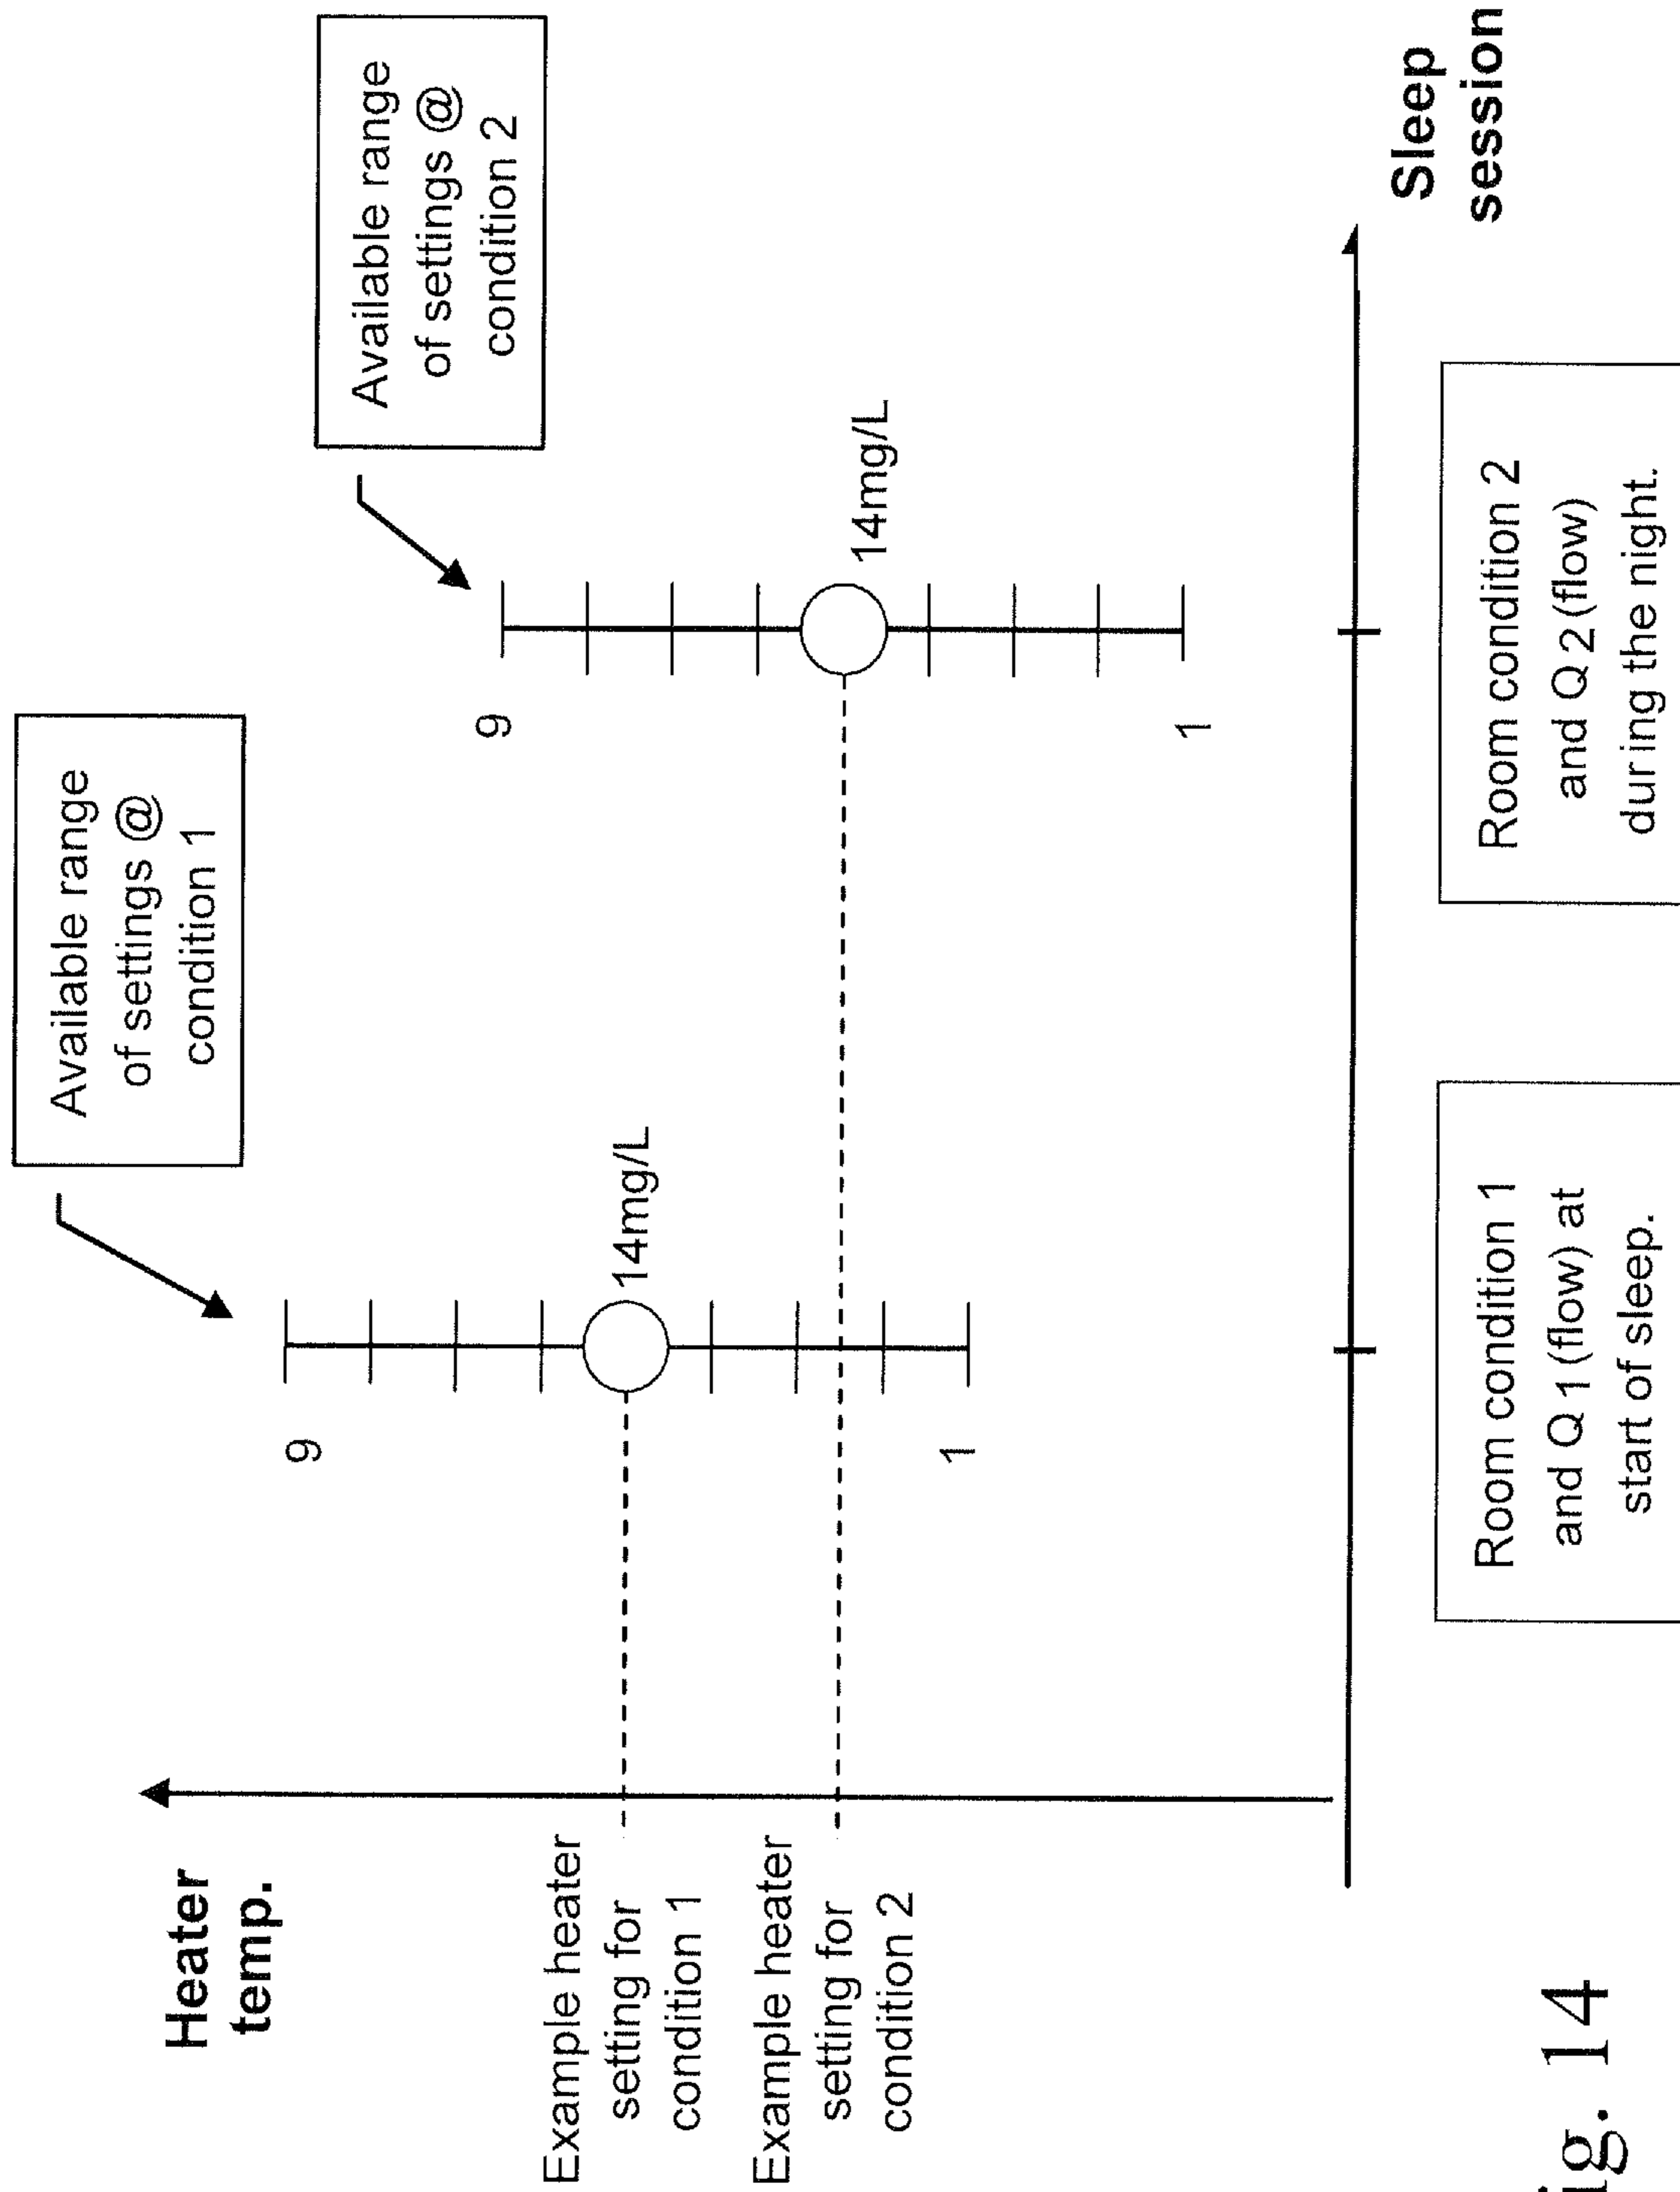 Heater
temp.
Available range
of settings @
condition 1
Available range
of settings @
condition 2
9
9
14mg/L
14mg/L
1
1
Example heater
setting for
condition 1
Example heater
setting for
condition 2
Sleep
session
Room condition 1
and Q 1 (flow) at
start of sleep.
Room condition 2
and Q 2 (flow)
during the night.
ig. 14